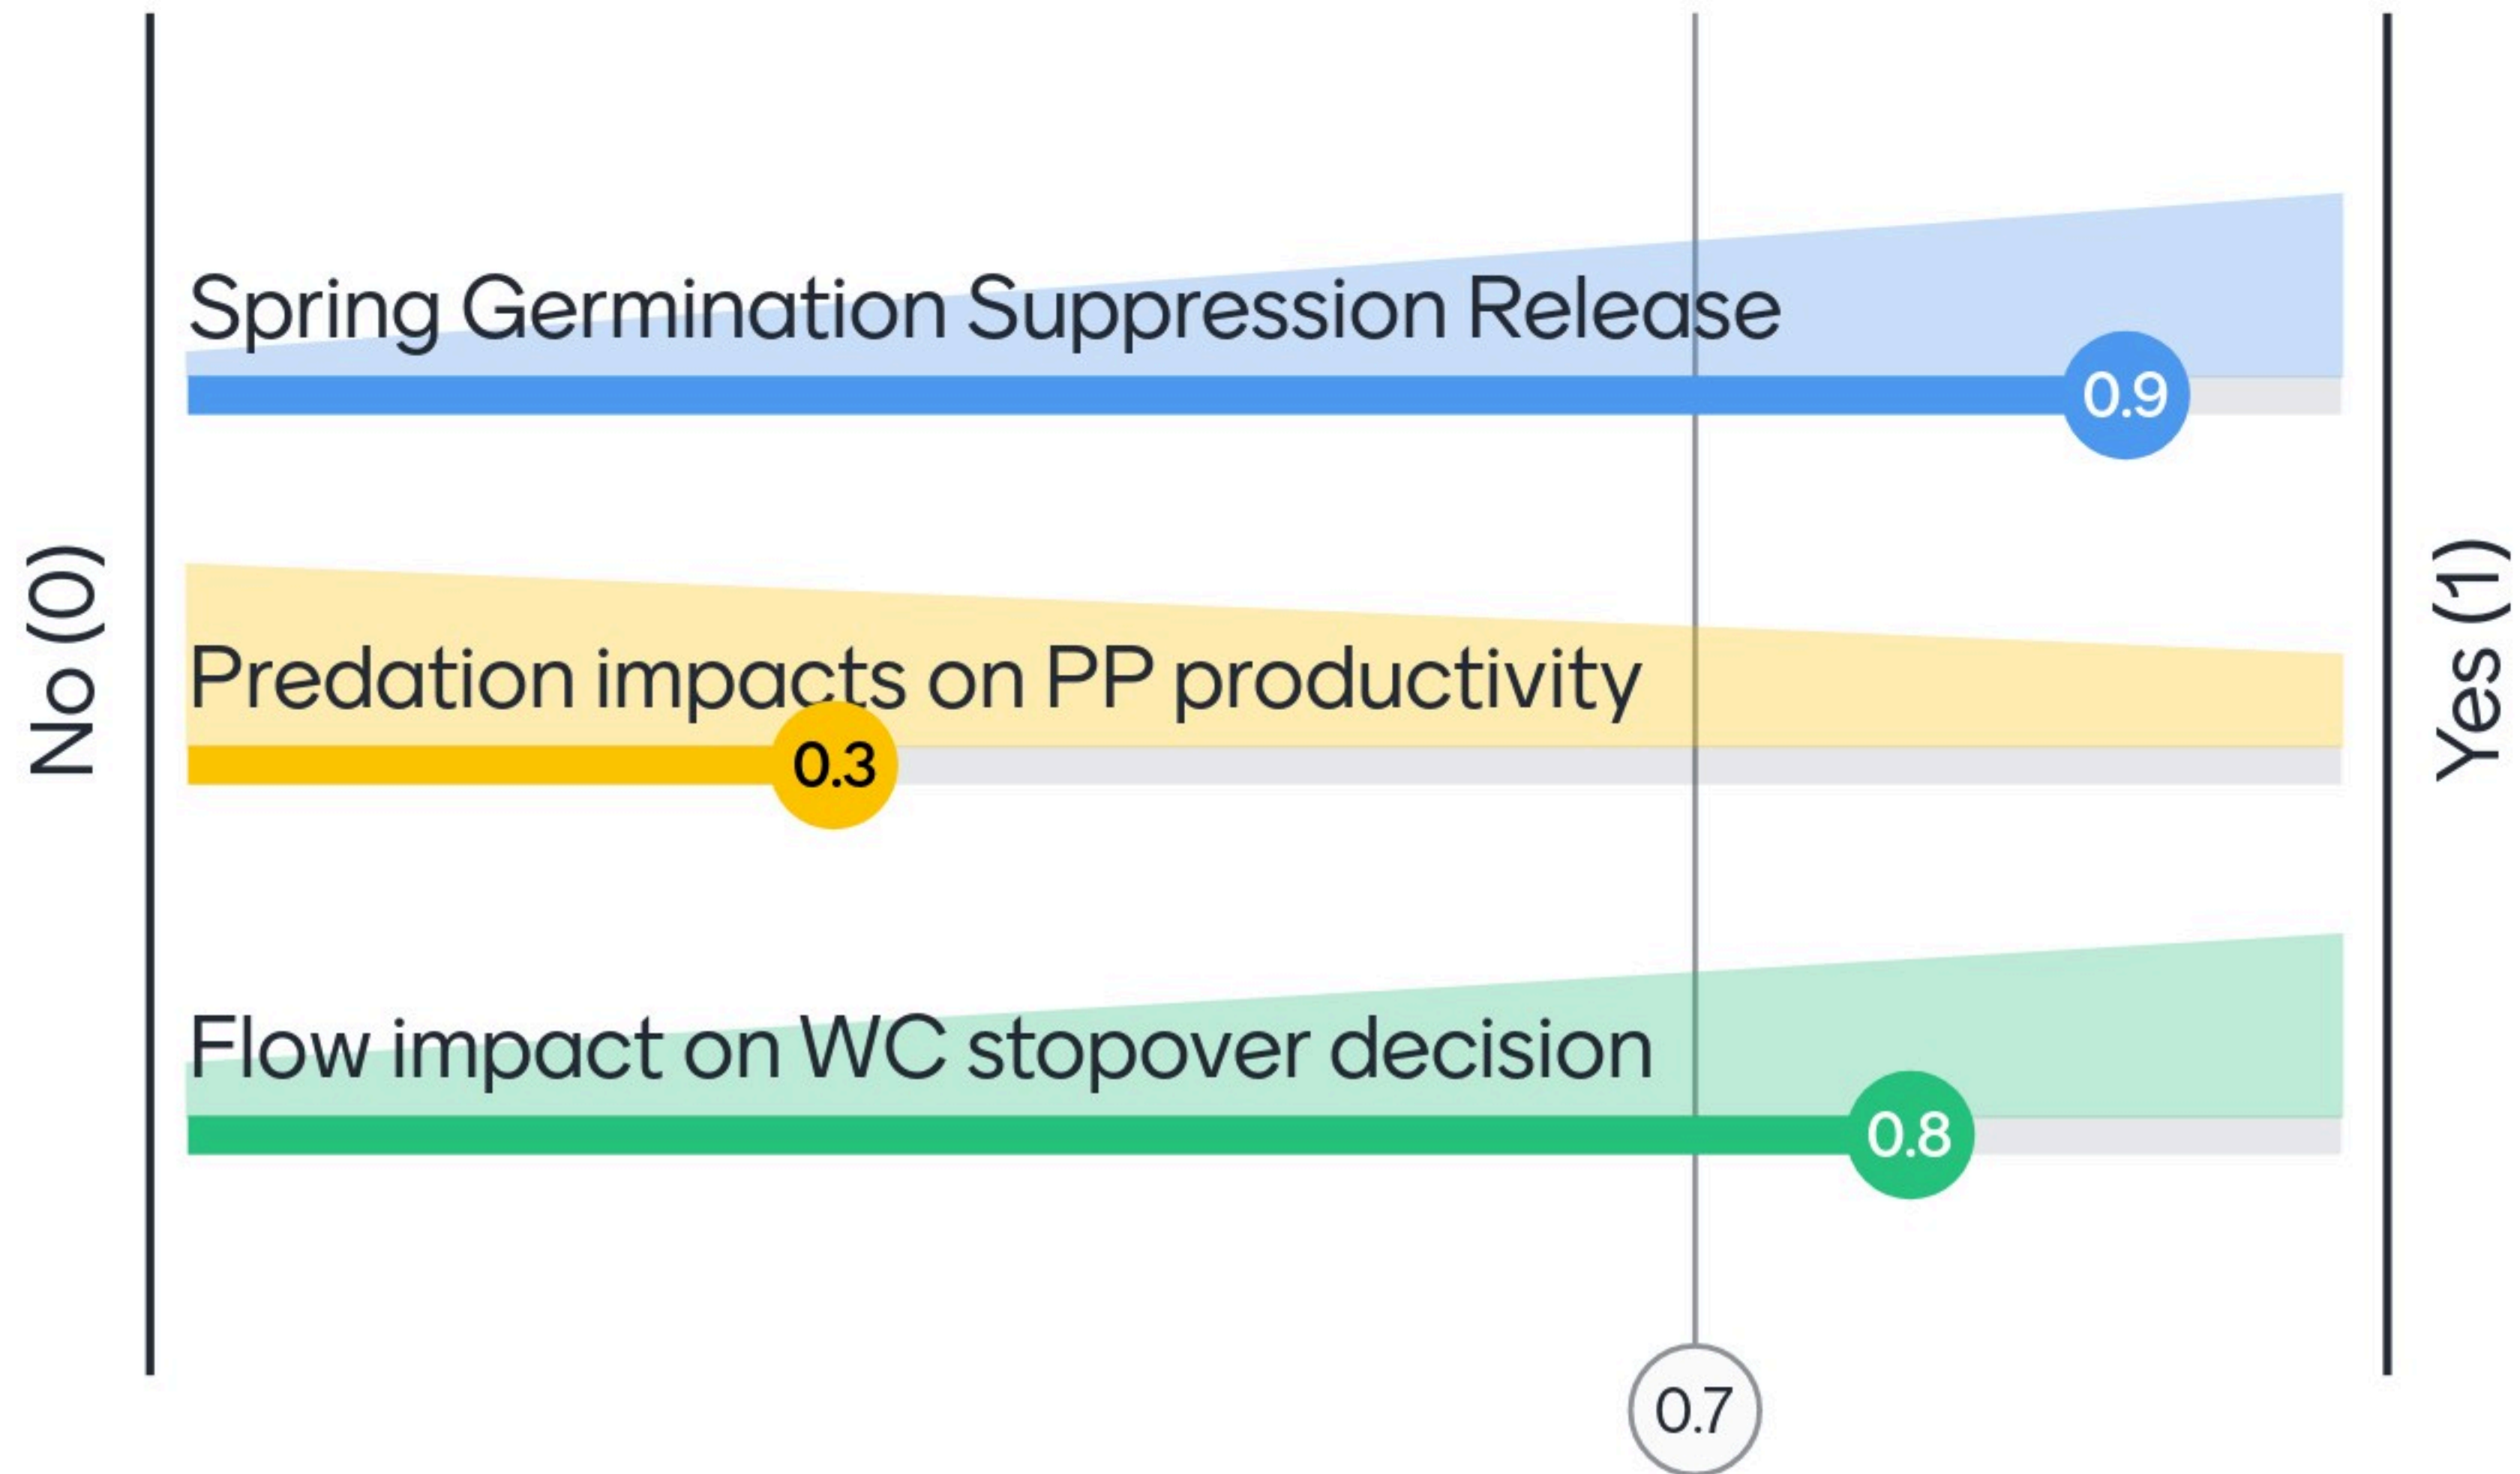 No (0)
Spring Germination Suppression Release
0.9
Predation impacts on PP productivity
0.3
Flow impact on WC stopover decision
0.8
0.7
Yes (1)